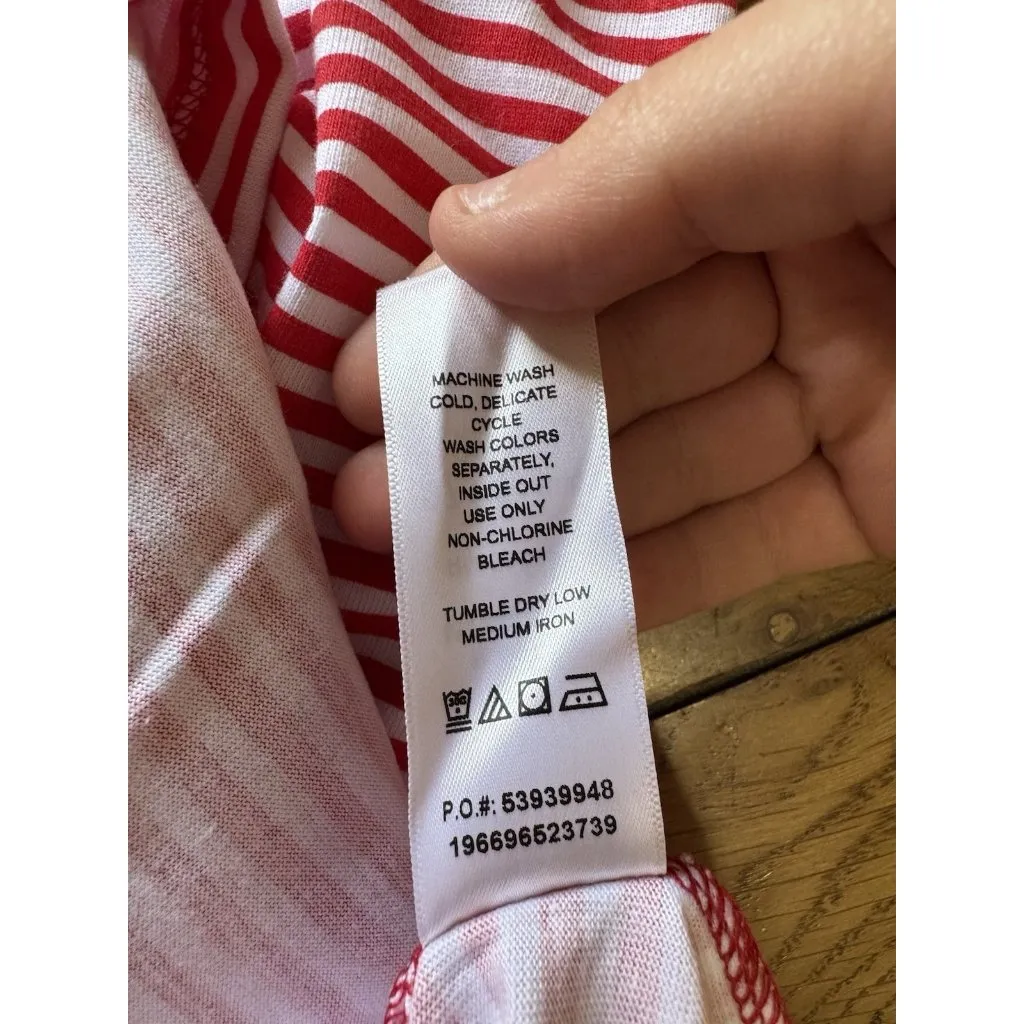 MACHINE WASH
COLD, DELICATE
CYCLE
WASH COLORS
SEPARATELY,
INSIDE OUT
USE ONLY
NON-CHLORINE
BLEACH
TUMBLE DRY LOW
MEDIUM IRON
P.O.#: 53939948
196696523739